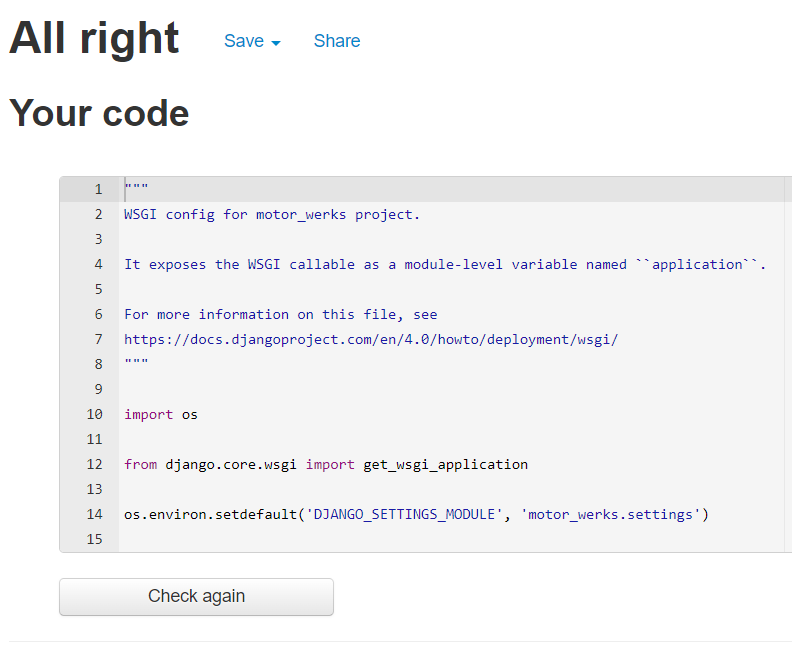 All right Save Share
Your code
1 """
2 WSGI config for motor_werks project.
3
4 It exposes the WSGI callable as a module-level variable named ``application``.
5
6 For more information on this file, see
7 https://docs.djangoproject.com/en/4.0/howto/deployment/wsgi/
8 """
9
10 import os
11
12 from django.core.wsgi import get_wsgi_application
13
14 os.environ.setdefault('DJANGO_SETTINGS_MODULE', 'motor_werks.settings')
15
Check again